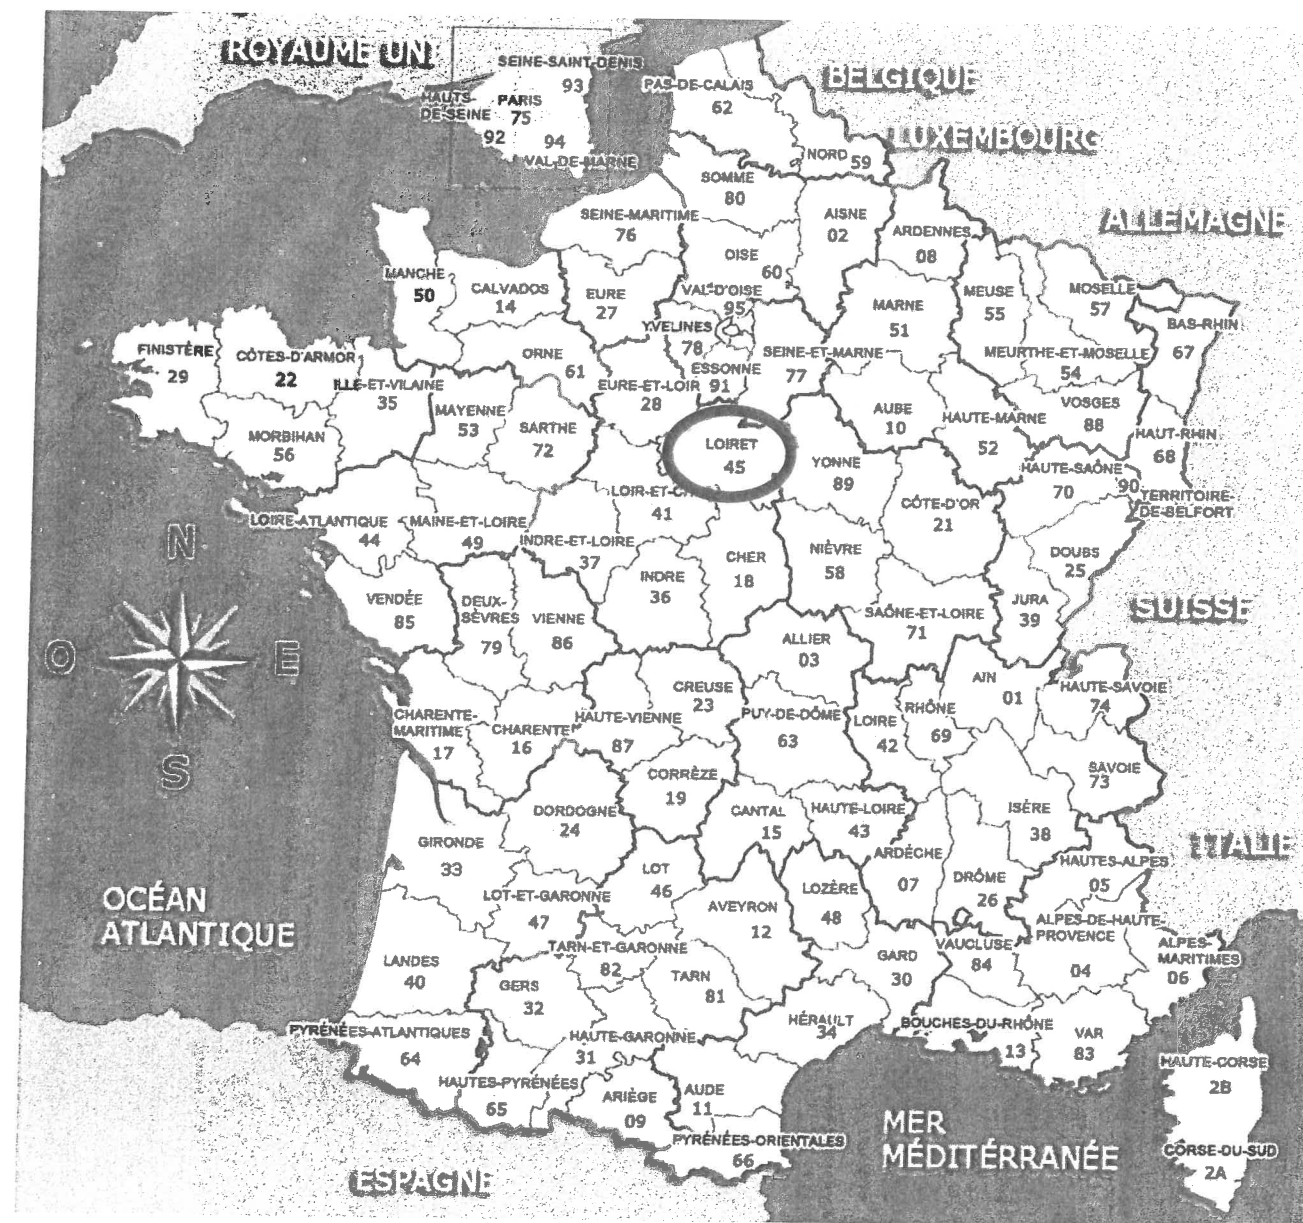 ROYAUME UNI
SEINE-SAINT-DENIS
93
HAUTS-
DE-SEINE
92
PARIS
75
94
VAL-DE-MARNE
PAS-DE-CALAIS
62
BELGIQUE
LUXEMBOURG
NORD 59
SOMME
80
ALLEMAGNE
SEINE-MARITIME
76
AISNE
02
ARDENNES
08
OISE
60
MANCHE
50
CALVADOS
14
EURE
27
VAL-D'OISE
95
MARNE
51
MEUSE
55
MOSELLE
57
BAS-RHIN
67
YVELINES
78
FINISTÈRE
29
CÔTES-D'ARMOR
22
ILLE-ET-VILAINE
35
ORNE
61
EURE-ET-LOIR
28
ESSONNE
91
SEINE-ET-MARNE
77
MEURTHE-ET-MOSELLE
54
MAYENNE
53
SARTHE
72
AUBE
10
HAUTE-MARNE
52
VOSGES
88
HAUT-RHIN
68
MORBIHAN
56
LOIRET
45
YONNE
89
HAUTE-SAÔNE
70
90
TERRITOIRE-
DE-BELFORT
LOIR-ET-CH
41
CÔTE-D'OR
21
LOIRE-ATLANTIQUE
44
MAINE-ET-LOIRE
49
INDRE-ET-LOIRE
37
N
CHER
18
NIÈVRE
58
DOUBS
25
INDRE
36
VENDÉE
85
DEUX-
SÈVRES
79
VIENNE
86
SAÔNE-ET-LOIRE
71
JURA
39
SUISSE
O
E
ALLIER
03
AIN
01
HAUTE-SAVOIE
74
CREUSE
23
CHARENTE-
MARITIME
17
CHARENTE
16
HAUTE-VIENNE
87
PUY-DE-DÔME
63
LOIRE
42
RHÔNE
69
S
SAVOIE
73
CORRÈZE
19
DORDOGNE
24
CANTAL
15
HAUTE-LOIRE
43
ISÈRE
38
ITALIE
GIRONDE
33
ARDÈCHE
07
HAUTES-ALPES
05
LOT
46
LOZÈRE
48
DRÔME
26
OCÉAN
ATLANTIQUE
LOT-ET-GARONNE
47
AVEYRON
12
ALPES-DE-HAUTE-
PROVENCE
04
TARN-ET-GARONNE
82
VAUCLUSE
84
ALPES-
MARITIMES
06
LANDES
40
GERS
32
TARN
81
GARD
30
PYRÉNÉES-ATLANTIQUES
64
HAUTE-GARONNE
31
HÉRAULT
34
BOUCHES-DU-RHÔNE
13
VAR
83
HAUTE-CORSE
2B
HAUTES-PYRÉNÉES
65
ARIÈGE
09
AUDE
11
MER
MÉDITÉRRANÉE
PYRÉNÉES-ORIENTALES
66
CORSE-DU-SUD
2A
ESPAGNE